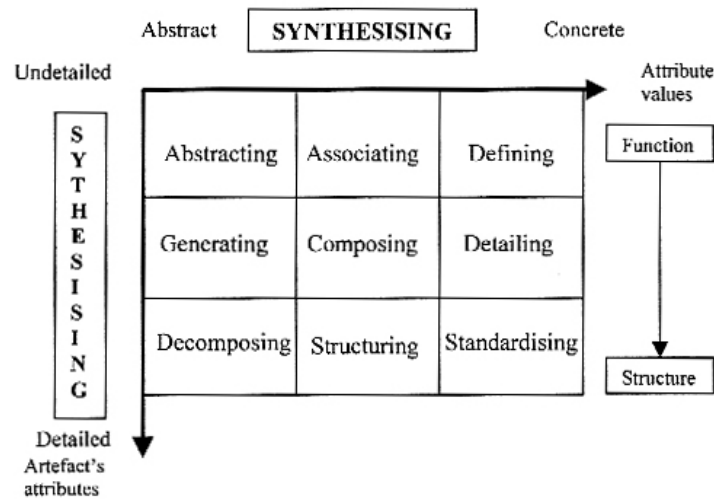 Abstract SYNTHESISING Concrete
Undetailed
Attribute
values
SYTHESISING
Abstracting Associating Defining
Function
Generating Composing Detailing
Decomposing Structuring Standardising
Structure
Detailed
Artefact's
attributes